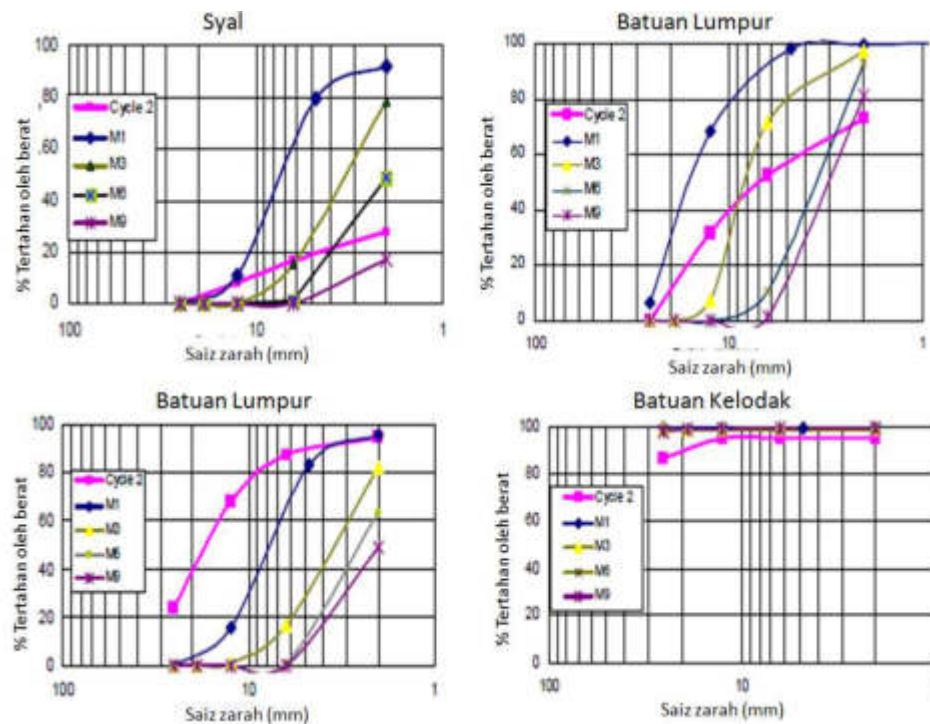 Syal
% Tertahan oleh berat
100
80
60
40
20
0
Cycle 2
M1
M3
M6
M9
100
10
1
Saiz zarah (mm)
Batuan Lumpur
% Tertahan oleh berat
100
80
60
40
20
0
Cycle 2
M1
M3
M6
M9
100
10
1
Saiz zarah (mm)
Batuan Lumpur
% Tertahan oleh berat
100
80
60
40
20
0
Cycle 2
M1
M3
M6
M9
100
10
1
Saiz zarah (mm)
Batuan Kelodak
% Tertahan oleh berat
100
80
60
40
20
0
Cycle 2
M1
M3
M6
M9
100
10
1
Saiz zarah (mm)